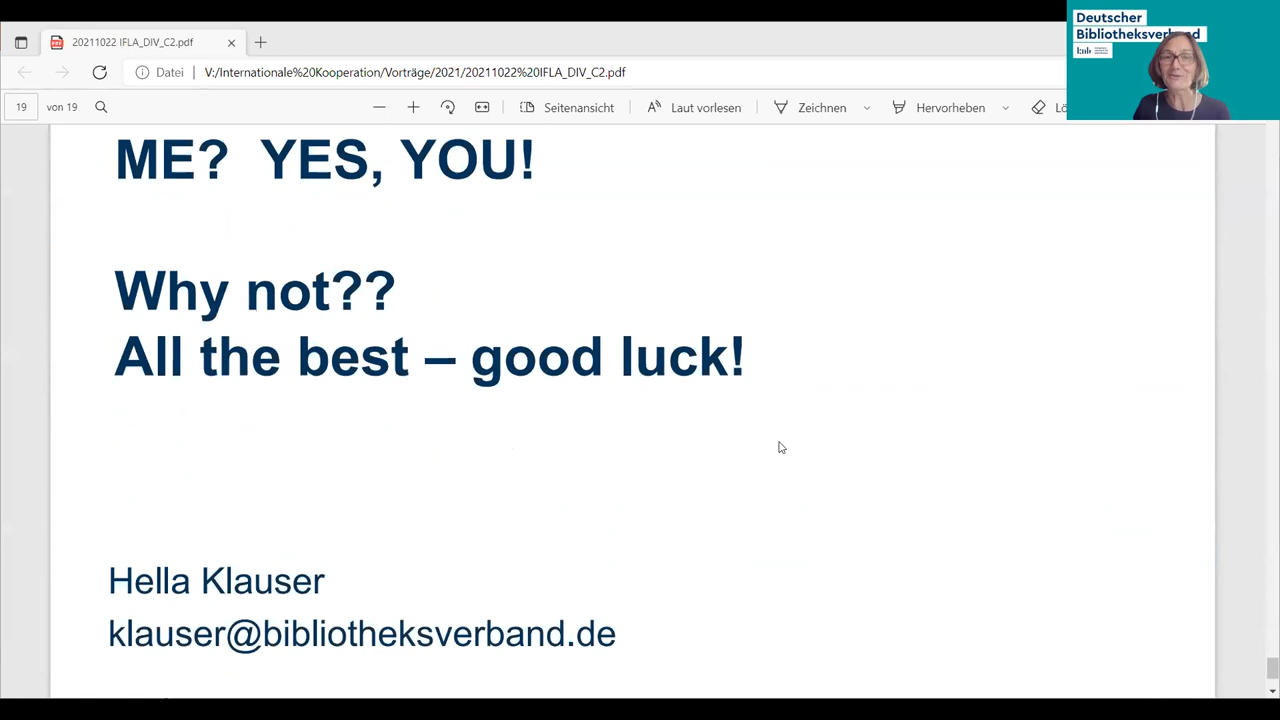 20211022 IFLA_DIV_C2.pdf
Datei
V:/Internationale%20Kooperation/Vorträge/2021/20211022%20IFLA_DIV_C2.pdf
19 von 19
Seitenansicht
Laut vorlesen
Zeichnen
Hervorheben
Deutscher
Bibliotheksverband
knb
ME? YES, YOU!
Why not??
All the best – good luck!
Hella Klauser
klauser@bibliotheksverband.de